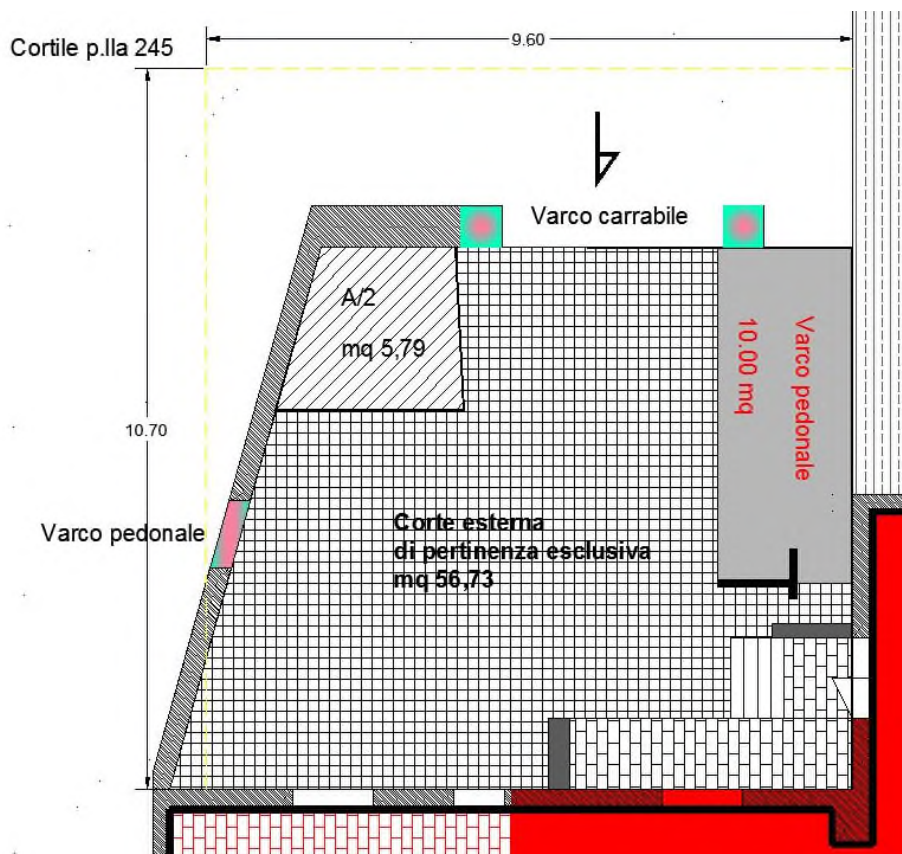 Cortile p.lla 245
9.60
Varco carrabile
A/2
mq 5,79
Varco pedonale
10.00 mq
10.70
Varco pedonale
Corte esterna
di pertinenza esclusiva
mq 56,73